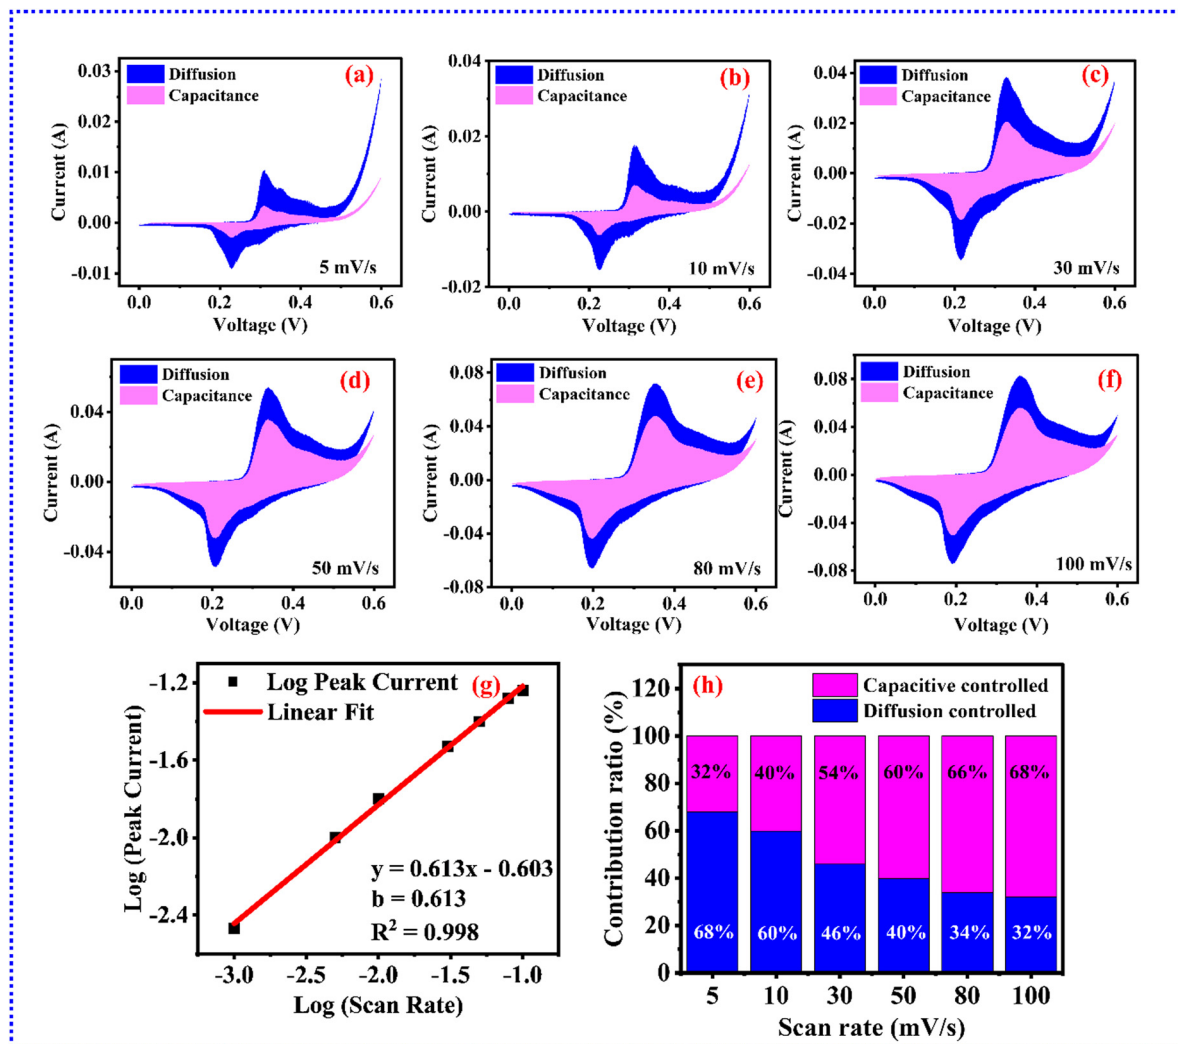 (a)
Diffusion
Capacitance
0.03
0.02
0.01
0.00
-0.01
Current (A)
5 mV/s
0.0 0.2 0.4 0.6
Voltage (V)
(b)
Diffusion
Capacitance
0.04
0.02
0.00
-0.02
Current (A)
10 mV/s
0.0 0.2 0.4 0.6
Voltage (V)
(c)
Diffusion
Capacitance
0.04
0.02
0.00
-0.02
-0.04
Current (A)
30 mV/s
0.0 0.2 0.4 0.6
Voltage (V)
(d)
Diffusion
Capacitance
0.04
0.00
-0.04
Current (A)
50 mV/s
0.0 0.2 0.4 0.6
Voltage (V)
(e)
Diffusion
Capacitance
0.08
0.04
0.00
-0.04
-0.08
Current (A)
80 mV/s
0.0 0.2 0.4 0.6
Voltage (V)
(f)
Diffusion
Capacitance
0.08
0.04
0.00
-0.04
-0.08
Current (A)
100 mV/s
0.0 0.2 0.4 0.6
Voltage (V)
(g)
Log Peak Current
Linear Fit
-1.2
-1.6
-2.0
-2.4
Log (Peak Current)
y = 0.613x - 0.603
b = 0.613
R² = 0.998
-3.0 -2.5 -2.0 -1.5 -1.0
Log (Scan Rate)
(h)
Capacitive controlled
Diffusion controlled
120
100
80
60
40
20
0
Contribution ratio (%)
32% 40% 54% 60% 66% 68%
68% 60% 46% 40% 34% 32%
5 10 30 50 80 100
Scan rate (mV/s)